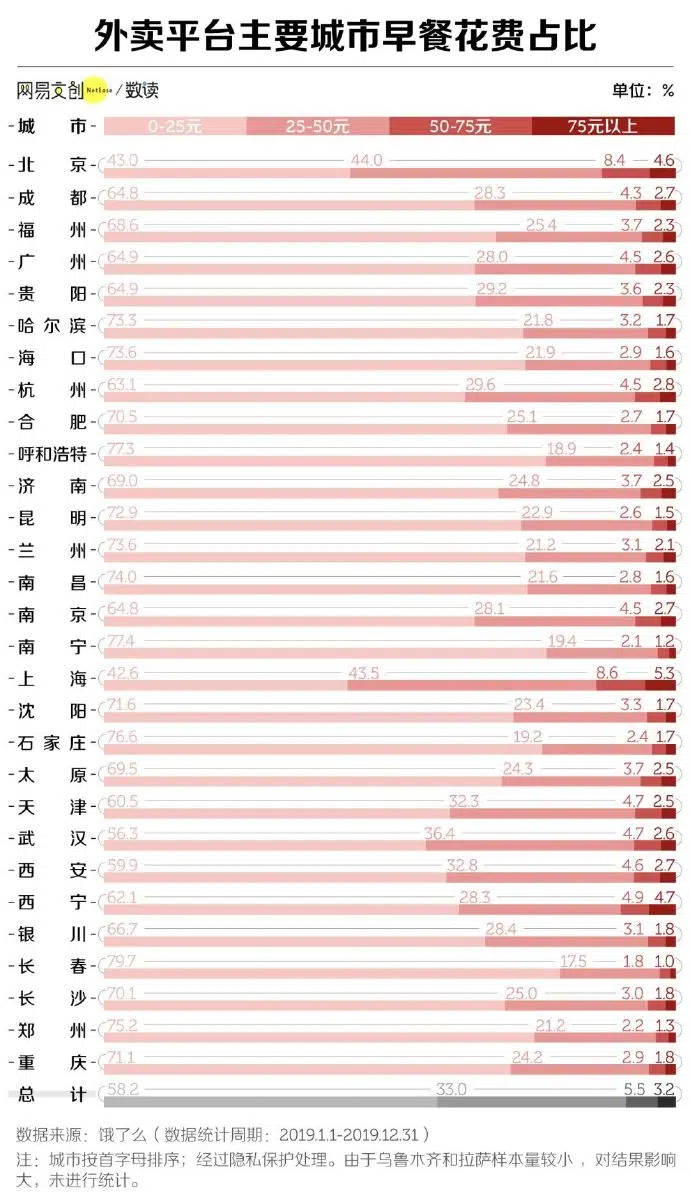 外卖平台主要城市早餐花费占比
网易文创 NetEase / 数读 单位：%
城市 0-25元 25-50元 50-75元 75元以上
北京 43.0 44.0 8.4 4.6
成都 64.8 28.3 4.3 2.7
福州 68.6 25.4 3.7 2.3
广州 64.9 28.0 4.5 2.6
贵阳 64.9 29.2 3.6 2.3
哈尔滨 73.3 21.8 3.2 1.7
海口 73.6 21.9 2.9 1.6
杭州 63.1 29.6 4.5 2.8
合肥 70.5 25.1 2.7 1.7
呼和浩特 77.3 18.9 2.4 1.4
济南 69.0 24.8 3.7 2.5
昆明 72.9 22.9 2.6 1.5
兰州 73.6 21.2 3.1 2.1
南昌 74.0 21.6 2.8 1.6
南京 64.8 28.1 4.5 2.7
南宁 77.4 19.4 2.1 1.2
上海 42.6 43.5 8.6 5.3
沈阳 71.6 23.4 3.3 1.7
石家庄 76.6 19.2 2.4 1.7
太原 69.5 24.3 3.7 2.5
天津 60.5 32.3 4.7 2.5
武汉 56.3 36.4 4.7 2.6
西安 59.9 32.8 4.6 2.7
西宁 62.1 28.3 4.9 4.7
银川 66.7 28.4 3.1 1.8
长春 79.7 17.5 1.8 1.0
长沙 70.1 25.0 3.0 1.8
郑州 75.2 21.2 2.2 1.3
重庆 71.1 24.2 2.9 1.8
总计 58.2 33.0 5.5 3.2
数据来源：饿了么（数据统计周期：2019.1.1-2019.12.31）
注：城市按首字母排序；经过隐私保护处理。由于乌鲁木齐和拉萨样本量较小，对结果影响
大，未进行统计。